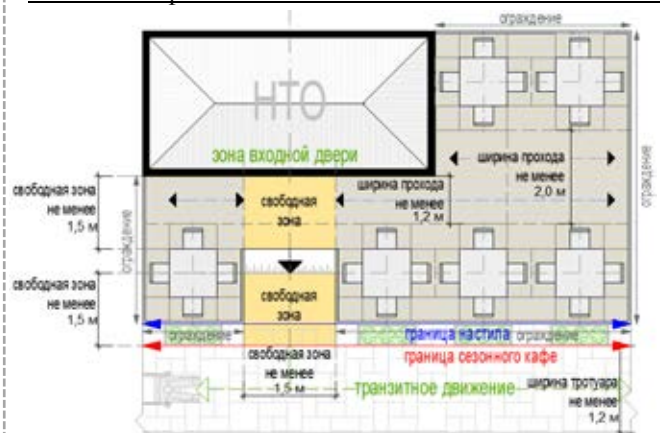 ограждение
НТО
зона входной двери
ширина прохода
не менее
2,0 м
ограждение
свободная зона
не менее
1,5 м
свободная
зона
ширина прохода
не менее
1,2 м
ограждение
свободная зона
не менее
1,5 м
свободная
зона
ограждение
граница настила
ограждение
граница сезонного кафе
свободная зона
не менее
1,5 м
транзитное движение
ширина тротуара
не менее
1,2 м